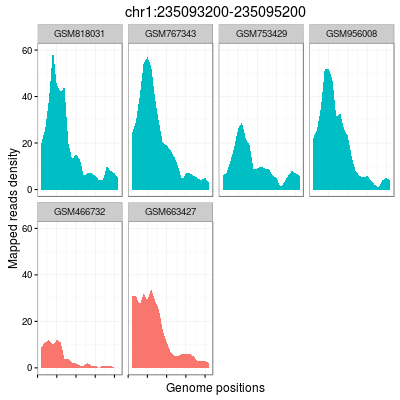 chr1:235093200-235095200
GSM818031 GSM767343 GSM753429 GSM956008
60
40
20
0
GSM466732 GSM663427
60
40
20
0
Mapped reads density
Genome positions